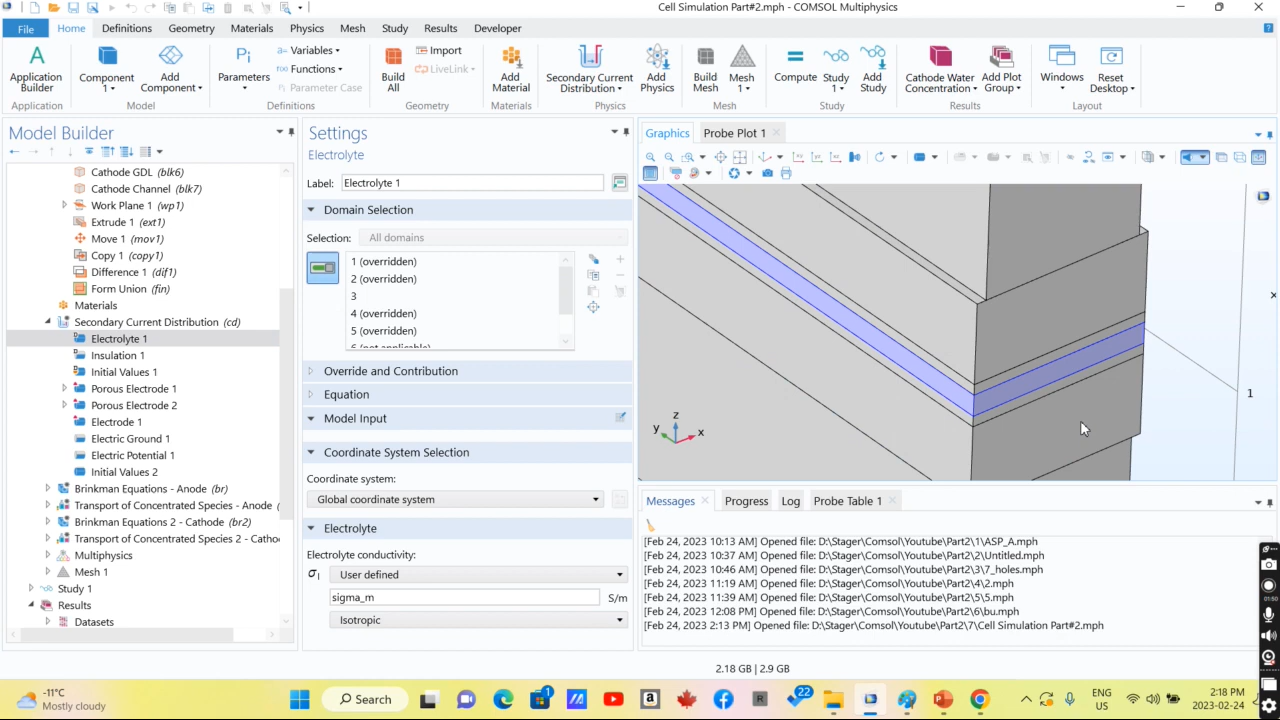 Cell Simulation Part#2.mph - COMSOL Multiphysics
File
Home
Definitions
Geometry
Materials
Physics
Mesh
Study
Results
Developer
Application Builder
Component 1
Add Component
Parameters
a= Variables
f(x) Functions
Pi Parameter Case
Build All
Import
LiveLink
Add Material
Secondary Current Distribution
Add Physics
Build Mesh
Mesh 1
Compute
Study 1
Add Study
Cathode Water Concentration
Add Plot Group
Windows
Reset Desktop
Application
Model
Definitions
Geometry
Materials
Physics
Mesh
Study
Results
Layout
Model Builder
Cathode GDL (blk6)
Cathode Channel (blk7)
Work Plane 1 (wp1)
Extrude 1 (ext1)
Move 1 (mov1)
Copy 1 (copy1)
Difference 1 (dif1)
Form Union (fin)
Materials
Secondary Current Distribution (cd)
Electrolyte 1
Insulation 1
Initial Values 1
Porous Electrode 1
Porous Electrode 2
Electrode 1
Electric Ground 1
Electric Potential 1
Initial Values 2
Brinkman Equations - Anode (br)
Transport of Concentrated Species - Anode (
Brinkman Equations 2 - Cathode (br2)
Transport of Concentrated Species 2 - Catho
Multiphysics
Mesh 1
Study 1
Results
Datasets
Settings
Electrolyte
Label: Electrolyte 1
Domain Selection
Selection: All domains
1 (overridden)
2 (overridden)
3
4 (overridden)
5 (overridden)
6 (not applicable)
Override and Contribution
Equation
Model Input
Coordinate System Selection
Coordinate system:
Global coordinate system
Electrolyte
Electrolyte conductivity:
σl User defined
sigma_m S/m
Isotropic
Graphics
Probe Plot 1
z
y
x
x
1
Messages
Progress
Log
Probe Table 1
[Feb 24, 2023 10:13 AM] Opened file: D:\Stager\Comsol\Youtube\Part2\1\ASP_A.mph
[Feb 24, 2023 10:37 AM] Opened file: D:\Stager\Comsol\Youtube\Part2\2\Untitled.mph
[Feb 24, 2023 10:46 AM] Opened file: D:\Stager\Comsol\Youtube\Part2\3\7_holes.mph
[Feb 24, 2023 11:19 AM] Opened file: D:\Stager\Comsol\Youtube\Part2\4\2.mph
[Feb 24, 2023 11:39 AM] Opened file: D:\Stager\Comsol\Youtube\Part2\5\5.mph
[Feb 24, 2023 12:08 PM] Opened file: D:\Stager\Comsol\Youtube\Part2\6\bu.mph
[Feb 24, 2023 2:13 PM] Opened file: D:\Stager\Comsol\Youtube\Part2\7\Cell Simulation Part#2.mph
2.18 GB | 2.9 GB
-11°C
Mostly cloudy
Search
1
22
ENG
US
2:18 PM
2023-02-24